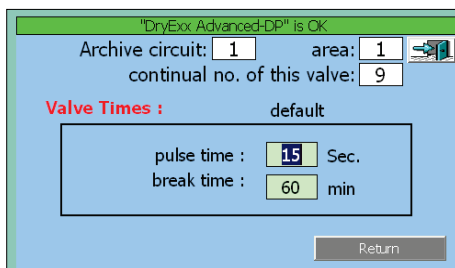 "DryExx Advanced-DP" is OK
Archive circuit: 1 area: 1
continual no. of this valve: 9
Valve Times : default
pulse time : 15 Sec.
break time : 60 min
Return